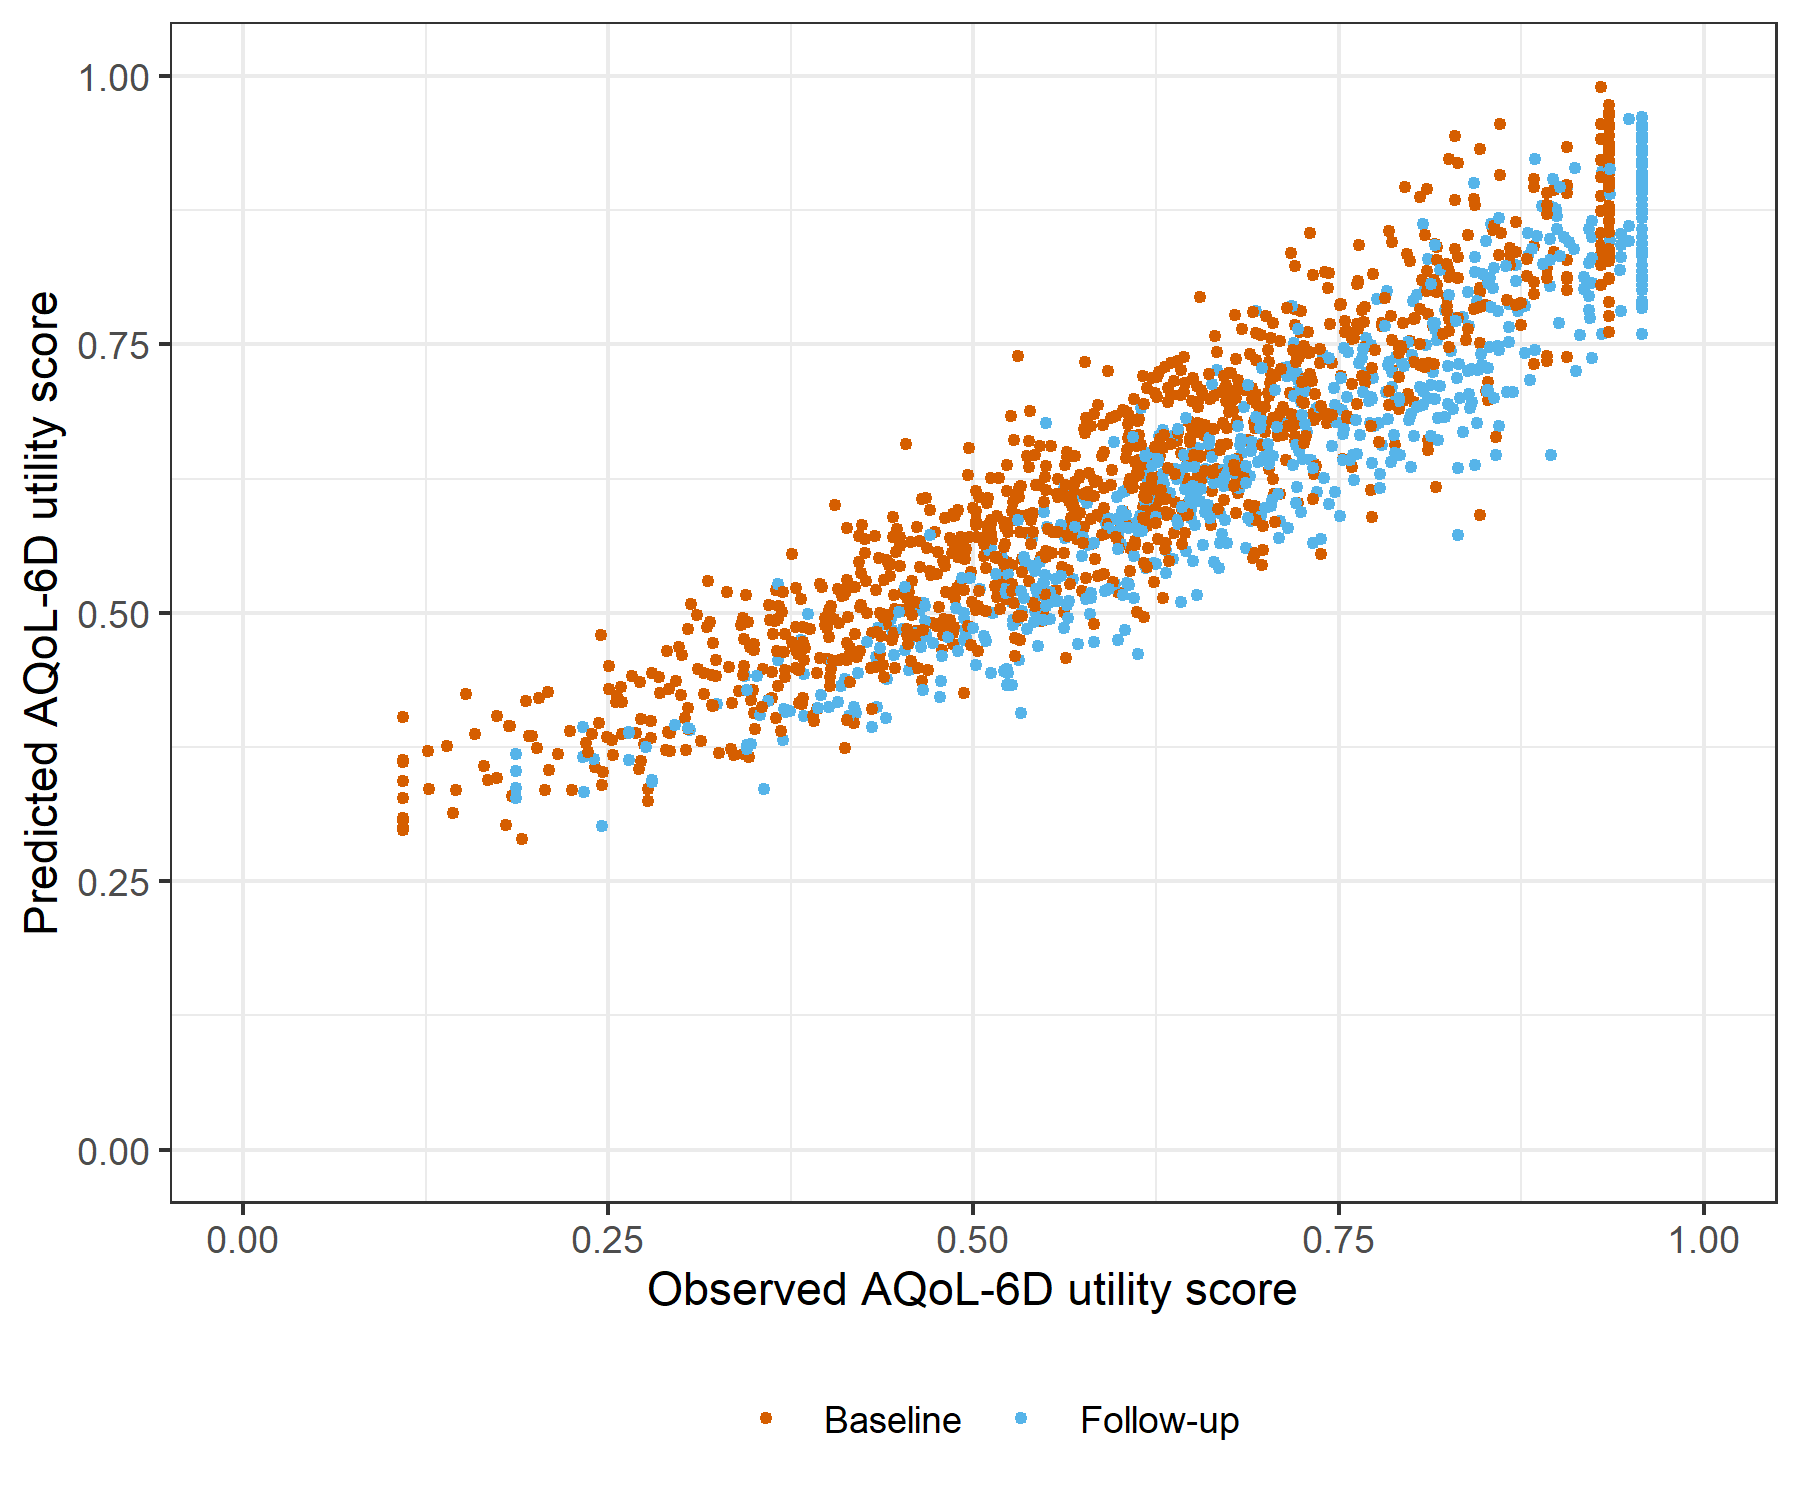 Predicted AQoL-6D utility score
1.00
0.75
0.50
0.25
0.00
0.00 0.25 0.50 0.75 1.00
Observed AQoL-6D utility score
Baseline Follow-up